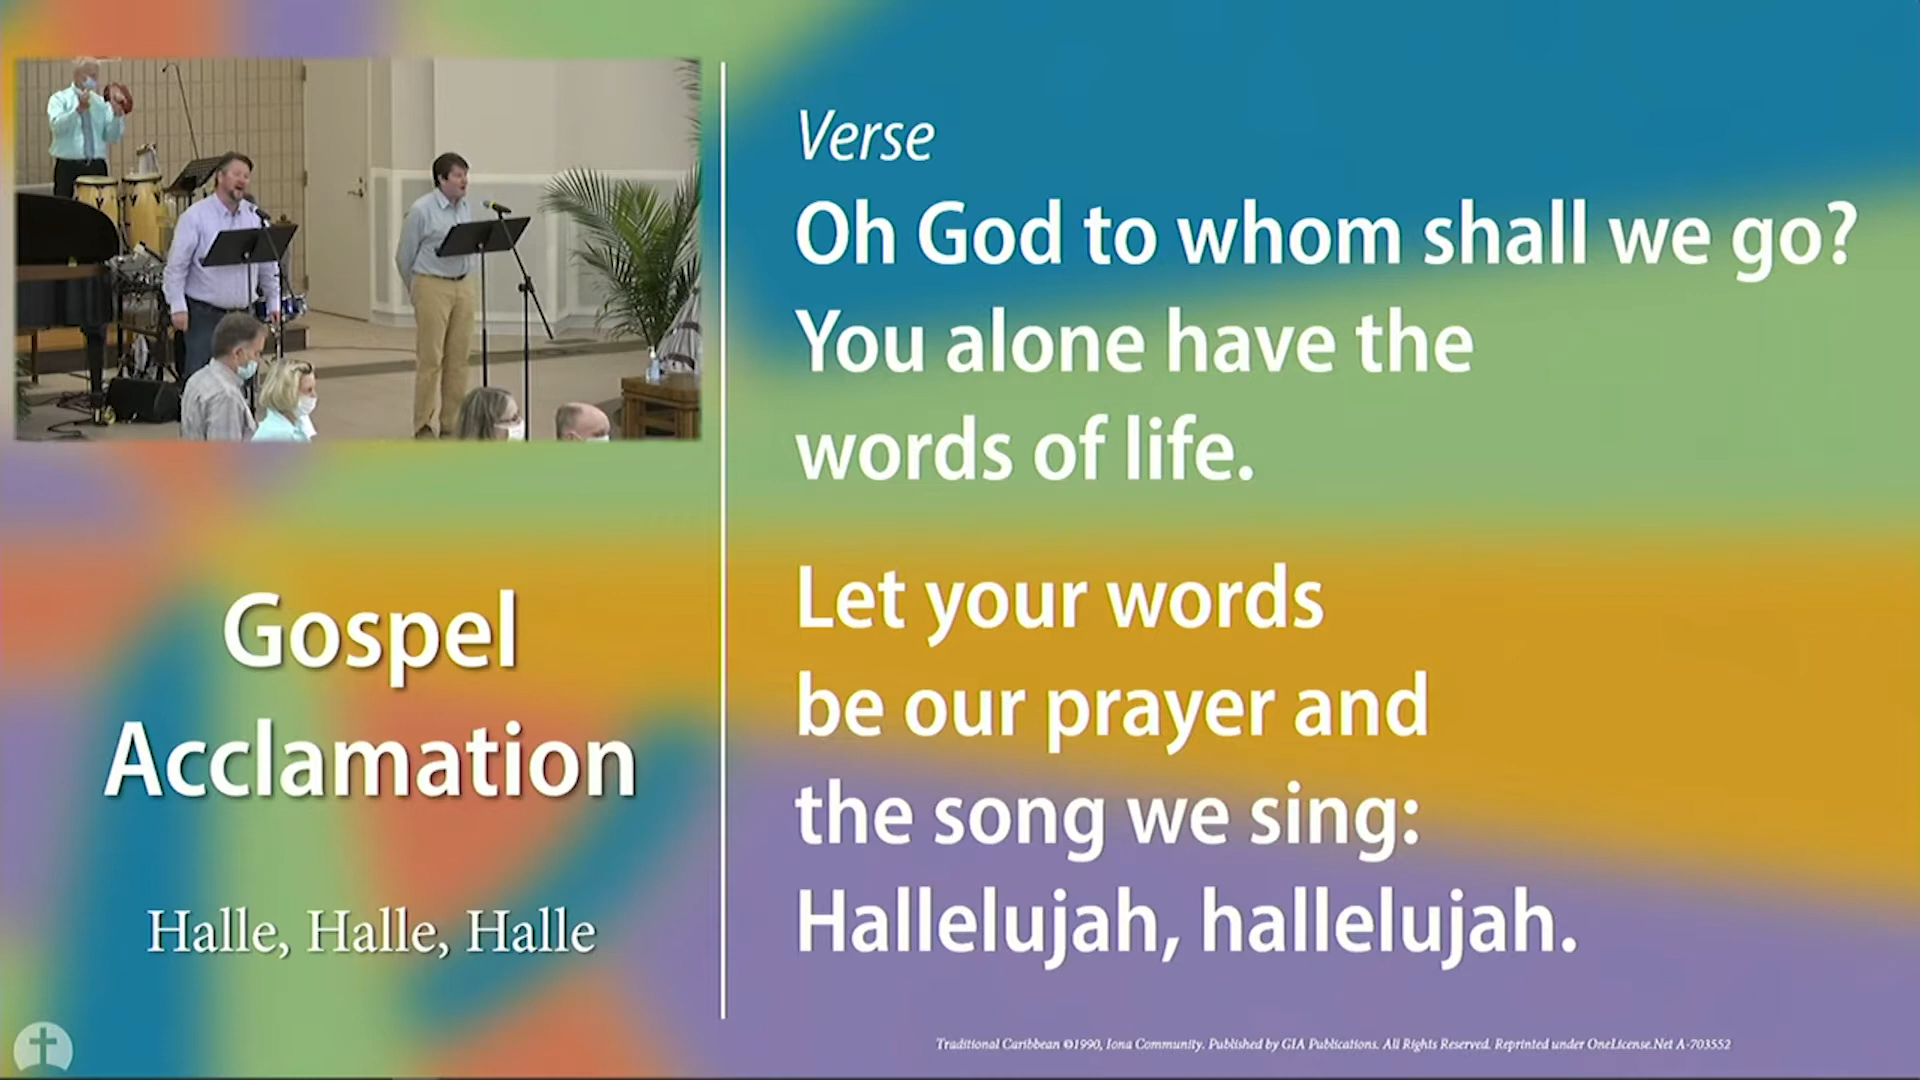 Gospel
Acclamation
Halle, Halle, Halle
Verse
Oh God to whom shall we go?
You alone have the
words of life.
Let your words
be our prayer and
the song we sing:
Hallelujah, hallelujah.
Traditional Caribbean ©1990, Iona Community. Published by GIA Publications. All Rights Reserved. Reprinted under OneLicense.Net A-703552